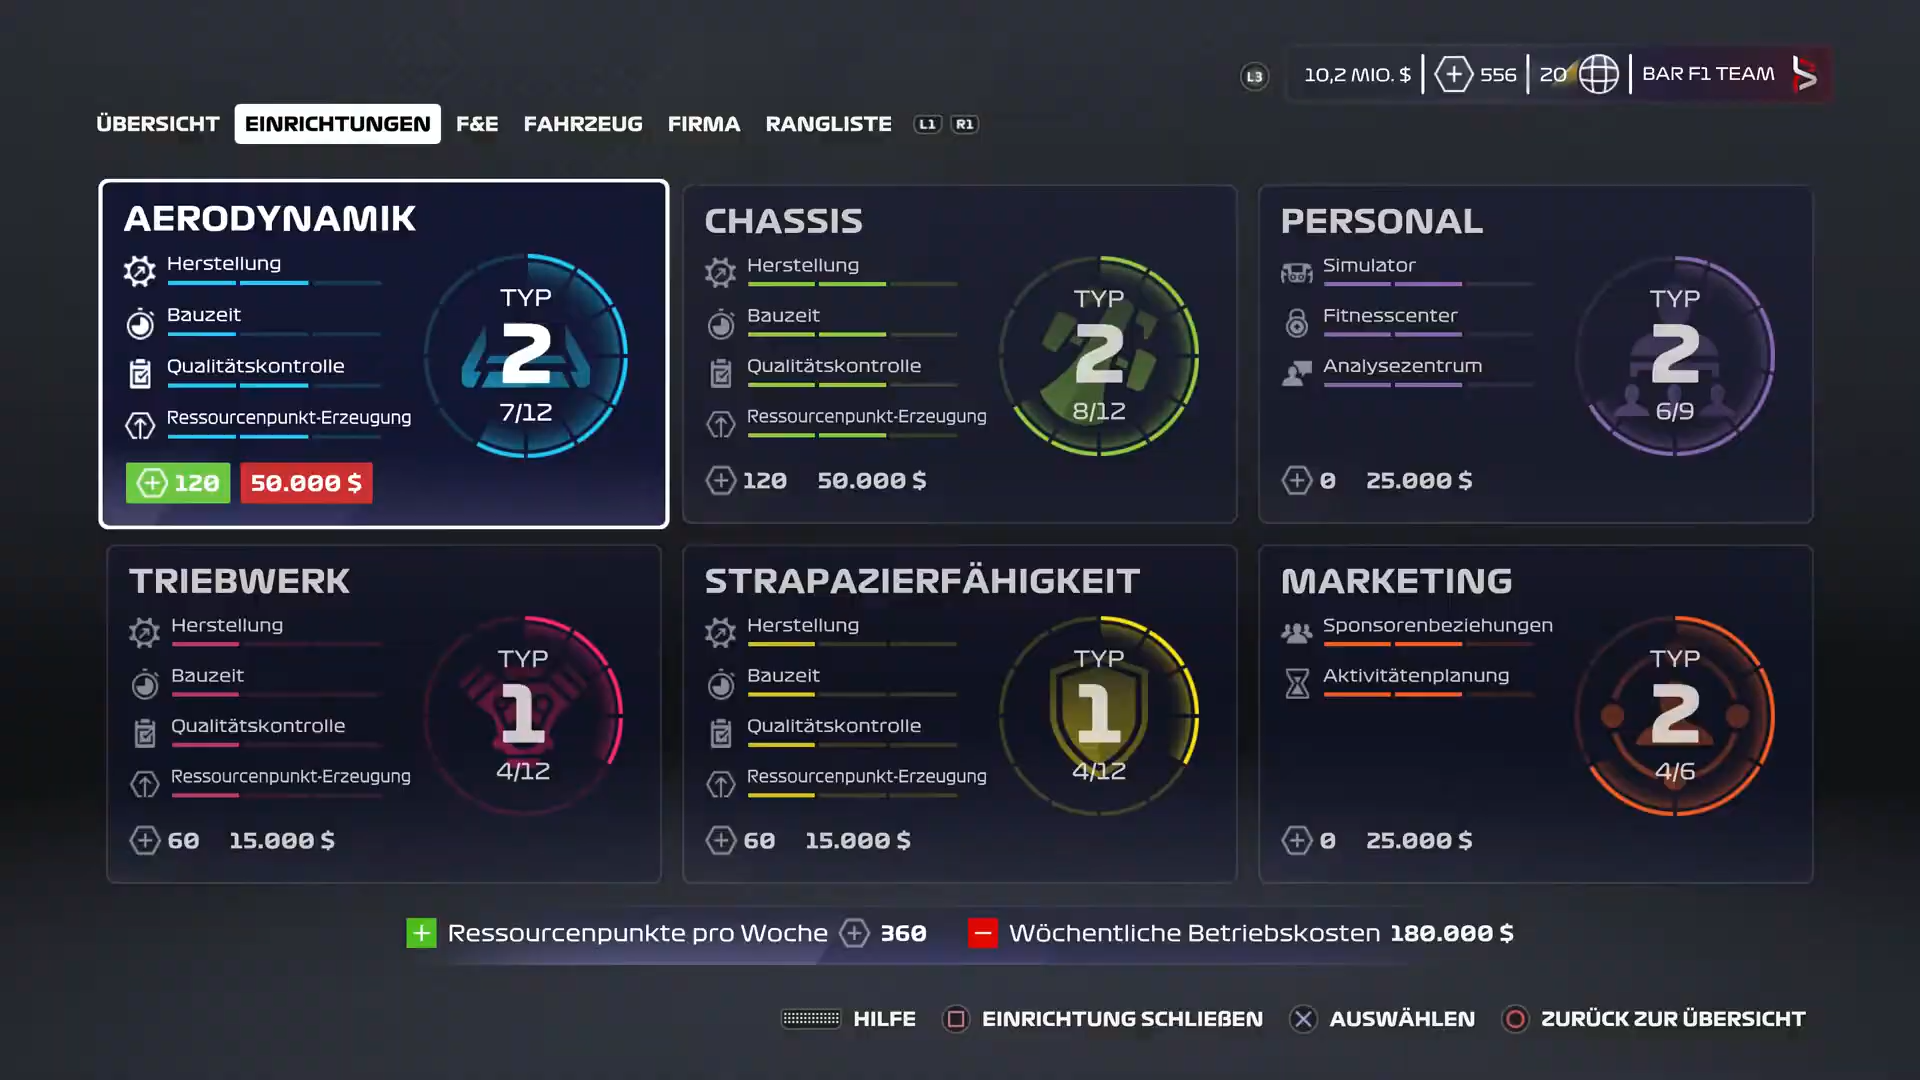 L3 10,2 MIO. $ 556 20 BAR F1 TEAM
ÜBERSICHT EINRICHTUNGEN F&E FAHRZEUG FIRMA RANGLISTE L1 R1
AERODYNAMIK
Herstellung
Bauzeit
Qualitätskontrolle
Ressourcenpunkt-Erzeugung
TYP
2
7/12
120 50.000 $
CHASSIS
Herstellung
Bauzeit
Qualitätskontrolle
Ressourcenpunkt-Erzeugung
TYP
2
8/12
120 50.000 $
PERSONAL
Simulator
Fitnesscenter
Analysezentrum
TYP
2
6/9
0 25.000 $
TRIEBWERK
Herstellung
Bauzeit
Qualitätskontrolle
Ressourcenpunkt-Erzeugung
TYP
1
4/12
60 15.000 $
STRAPAZIERFÄHIGKEIT
Herstellung
Bauzeit
Qualitätskontrolle
Ressourcenpunkt-Erzeugung
TYP
1
4/12
60 15.000 $
MARKETING
Sponsorenbeziehungen
Aktivitätenplanung
TYP
2
4/6
0 25.000 $
+ Ressourcenpunkte pro Woche 360 − Wöchentliche Betriebskosten 180.000 $
HILFE EINRICHTUNG SCHLIEẞEN AUSWÄHLEN ZURÜCK ZUR ÜBERSICHT